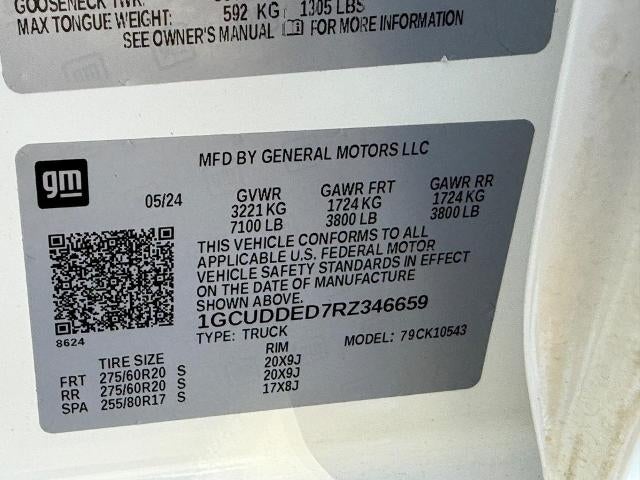 GOOSENECK TWR:
MAX TONGUE WEIGHT: 592 KG 1305 LBS
SEE OWNER'S MANUAL FOR MORE INFORMATION
gm
MFD BY GENERAL MOTORS LLC
05/24 GVWR GAWR FRT GAWR RR
3221 KG 1724 KG 1724 KG
7100 LB 3800 LB 3800 LB
THIS VEHICLE CONFORMS TO ALL
APPLICABLE U.S. FEDERAL MOTOR
VEHICLE SAFETY STANDARDS IN EFFECT
ON THE DATE OF MANUFACTURE
1GCUDDED7RZ346659
8624
TYPE: TRUCK MODEL: 79CK10543
TIRE SIZE RIM
FRT 275/60R20 S 20X9J
RR 275/60R20 S 20X9J
SPA 255/80R17 S 17X8J